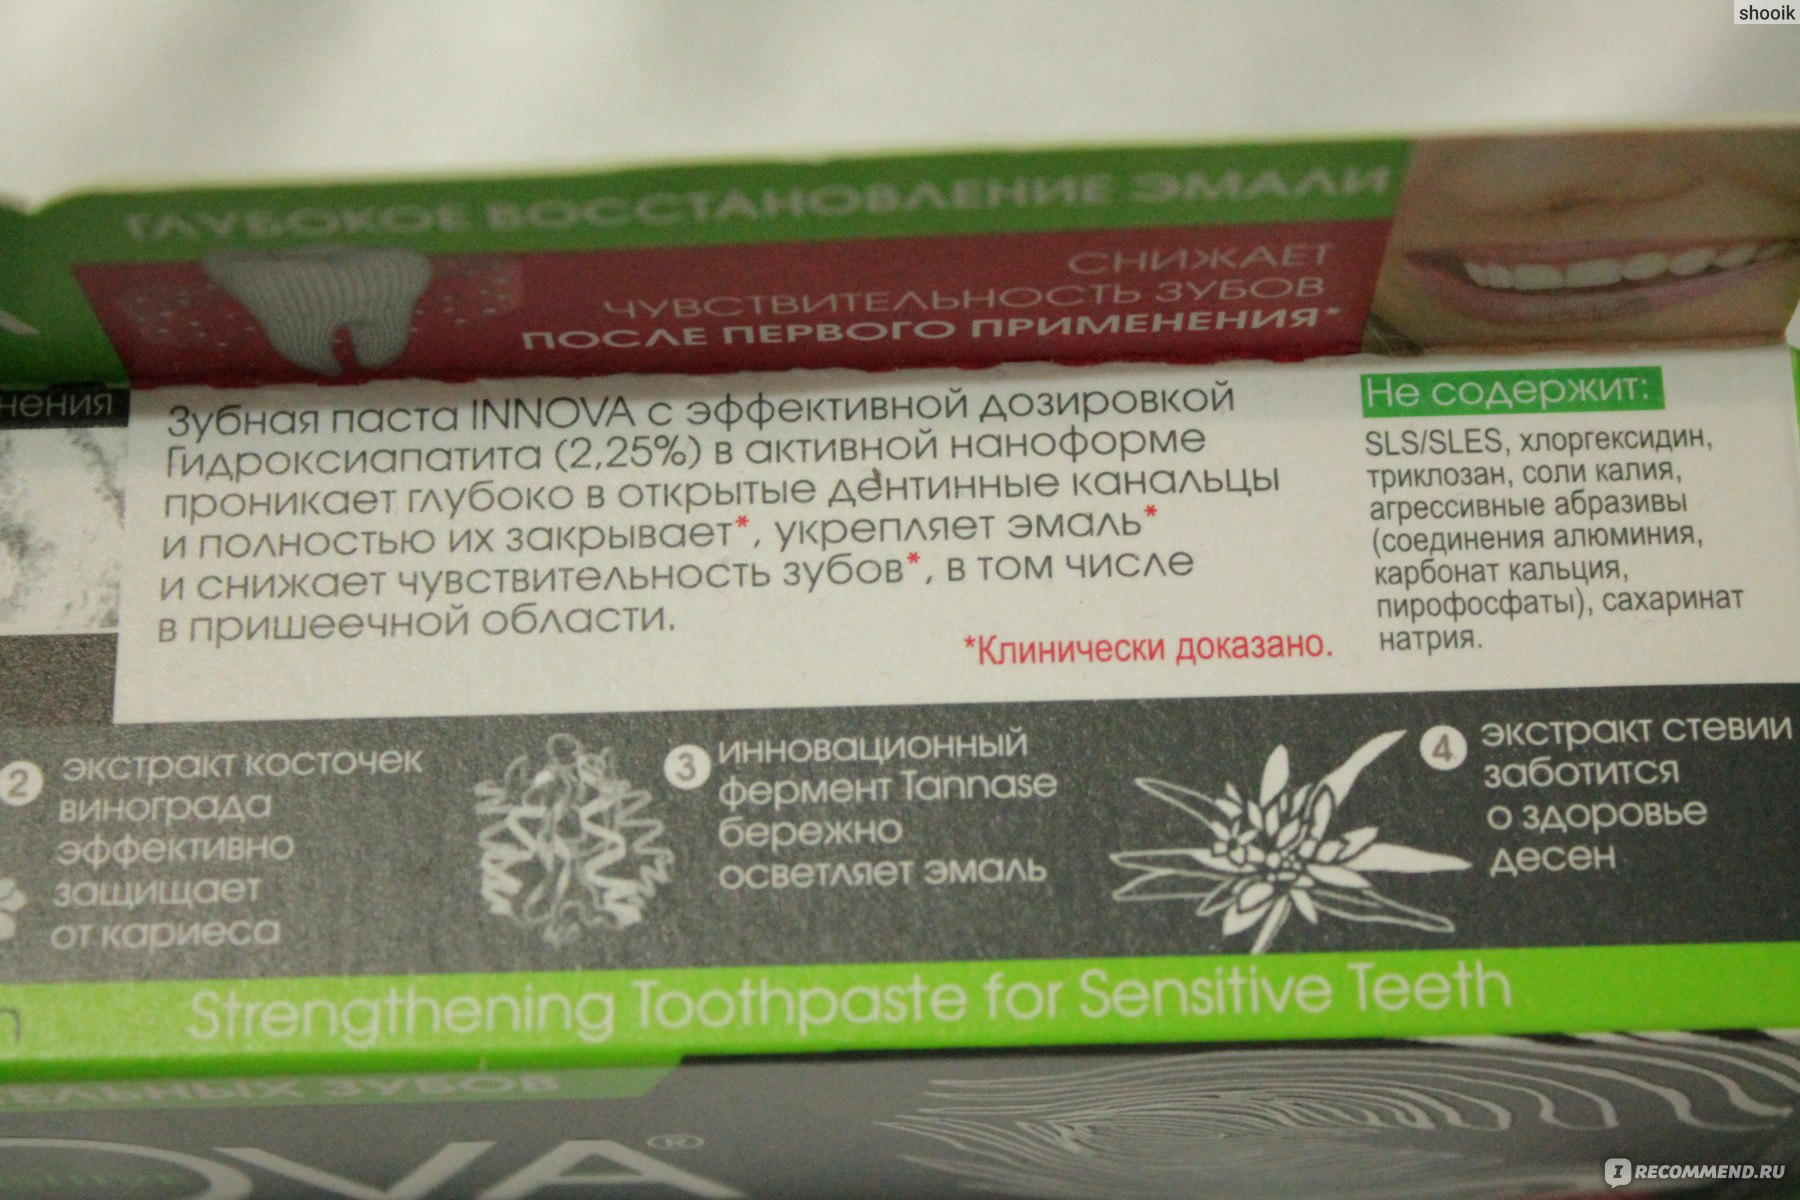 shooik
ГЛУБОКОЕ ВОССТАНОВЛЕНИЕ ЭМАЛИ
СНИЖАЕТ
ЧУВСТВИТЕЛЬНОСТЬ ЗУБОВ
ПОСЛЕ ПЕРВОГО ПРИМЕНЕНИЯ*
нения
Зубная паста INNOVA с эффективной дозировкой
Гидроксиапатита (2,25%) в активной наноформе
проникает глубоко в открытые дентинные канальцы
и полностью их закрывает*, укрепляет эмаль*
и снижает чувствительность зубов*, в том числе
в пришеечной области.
*Клинически доказано.
Не содержит:
SLS/SLES, хлоргексидин,
триклозан, соли калия,
агрессивные абразивы
(соединения алюминия,
карбонат кальция,
пирофосфаты), сахаринат
натрия.
2 экстракт косточек
винограда
эффективно
защищает
от кариеса
3 инновационный
фермент Tannase
бережно
осветляет эмаль
4 экстракт стевии
заботится
о здоровье
десен
Strengthening Toothpaste for Sensitive Teeth
ТЕЛЬНЫХ ЗУБОВ
OVA®
IRECOMMEND.RU